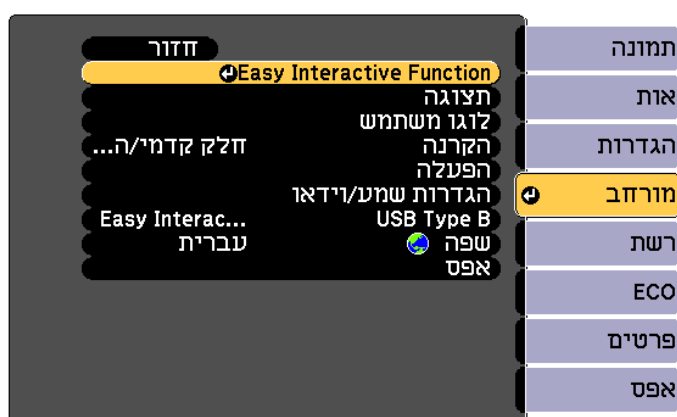 חזור
Easy Interactive Function
תצוגה
לוגו משתמש
הקרנה חלק קדמי/ה...
הפעלה
הגדרות שמע/וידאו
USB Type B Easy Interac...
שפה עברית
אפס
תמונה
אות
הגדרות
מורחב
רשת
ECO
פרטים
אפס